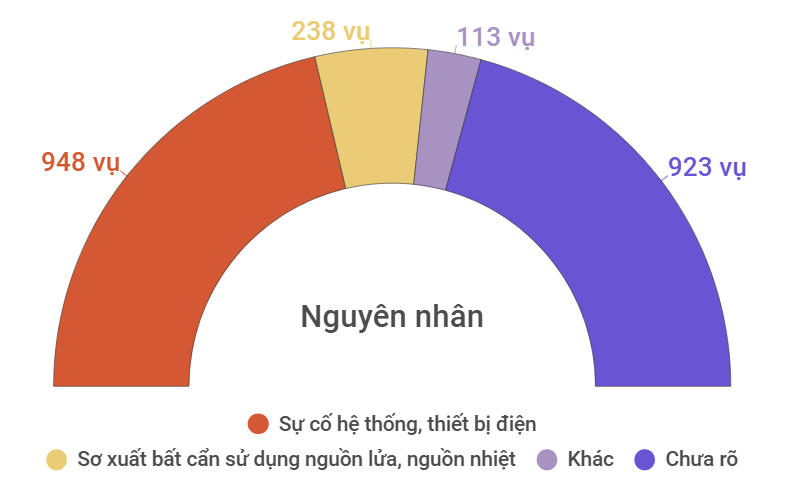 238 vụ
113 vụ
948 vụ
923 vụ
Nguyên nhân
Sự cố hệ thống, thiết bị điện
Sơ xuất bất cẩn sử dụng nguồn lửa, nguồn nhiệt Khác Chưa rõ